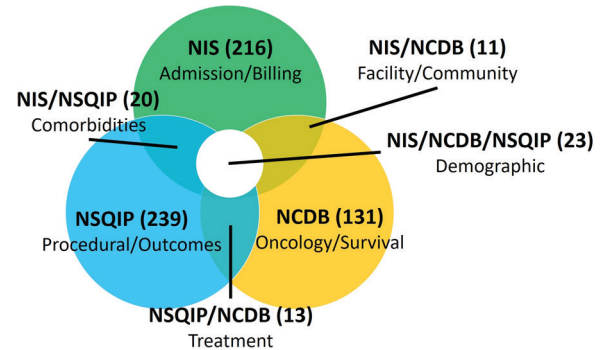 NIS (216)
Admission/Billing
NIS/NCDB (11)
Facility/Community
NIS/NSQIP (20)
Comorbidities
NIS/NCDB/NSQIP (23)
Demographic
NSQIP (239)
Procedural/Outcomes
NCDB (131)
Oncology/Survival
NSQIP/NCDB (13)
Treatment